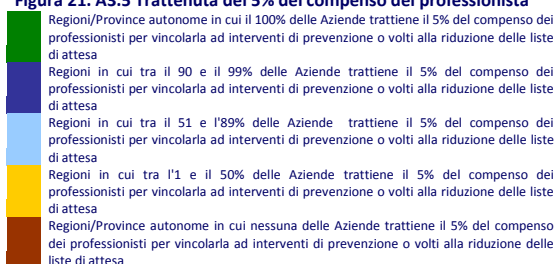 Figura 21. A3.5 Trattenuta del 5% del compenso del professionista
Regioni/Province autonome in cui il 100% delle Aziende trattiene il 5% del compenso dei
professionisti per vincolarla ad interventi di prevenzione o volti alla riduzione delle liste
di attesa
Regioni in cui tra il 90 e il 99% delle Aziende trattiene il 5% del compenso dei
professionisti per vincolarla ad interventi di prevenzione o volti alla riduzione delle liste
di attesa
Regioni in cui tra il 51 e l'89% delle Aziende trattiene il 5% del compenso dei
professionisti per vincolarla ad interventi di prevenzione o volti alla riduzione delle liste
di attesa
Regioni in cui tra l'1 e il 50% delle Aziende trattiene il 5% del compenso dei
professionisti per vincolarla ad interventi di prevenzione o volti alla riduzione delle liste
di attesa
Regioni/Province autonome in cui nessuna delle Aziende trattiene il 5% del compenso
dei professionisti per vincolarla ad interventi di prevenzione o volti alla riduzione delle
liste di attesa